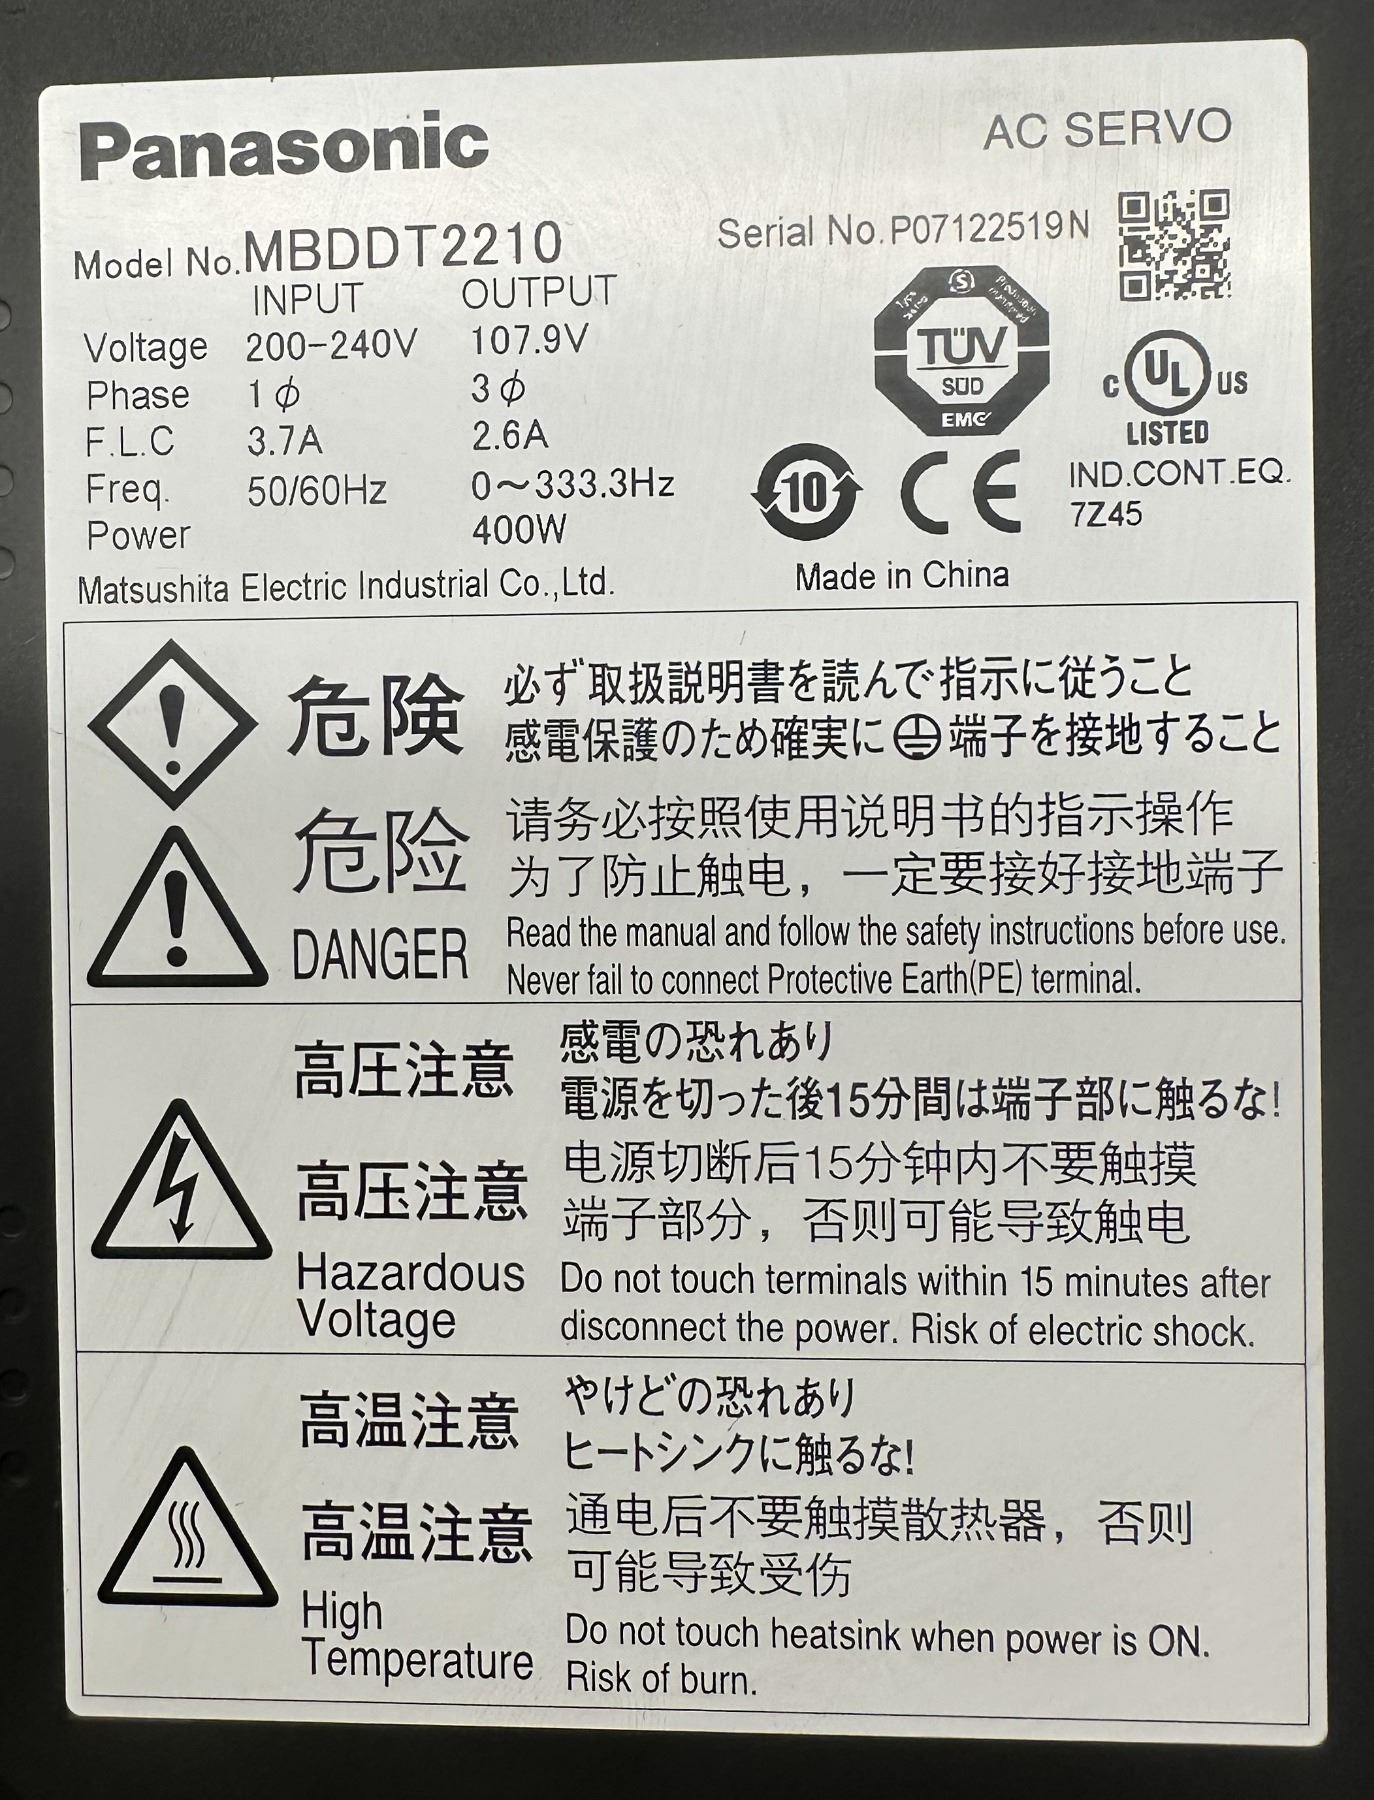 Panasonic
AC SERVO
Model No. MBDDT2210
Serial No. P07122519N
INPUT OUTPUT
Voltage 200-240V 107.9V
Phase 1ϕ 3ϕ
F.L.C 3.7A 2.6A
Freq. 50/60Hz 0～333.3Hz
Power 400W
Matsushita Electric Industrial Co.,Ltd.
TÜV
SÜD
EMC
C UL US
LISTED
IND.CONT.EQ.
7Z45
10
CE
Made in China
危険
必ず取扱説明書を読んで指示に従うこと
感電保護のため確実に⏚端子を接地すること
危险
请务必按照使用说明书的指示操作
为了防止触电，一定要接好接地端子
DANGER
Read the manual and follow the safety instructions before use.
Never fail to connect Protective Earth(PE) terminal.
高圧注意
感電の恐れあり
電源を切った後15分間は端子部に触るな!
高压注意
电源切断后15分钟内不要触摸
端子部分，否则可能导致触电
Hazardous
Voltage
Do not touch terminals within 15 minutes after
disconnect the power. Risk of electric shock.
高温注意
やけどの恐れあり
ヒートシンクに触るな!
高温注意
通电后不要触摸散热器，否则
可能导致受伤
High
Temperature
Do not touch heatsink when power is ON.
Risk of burn.